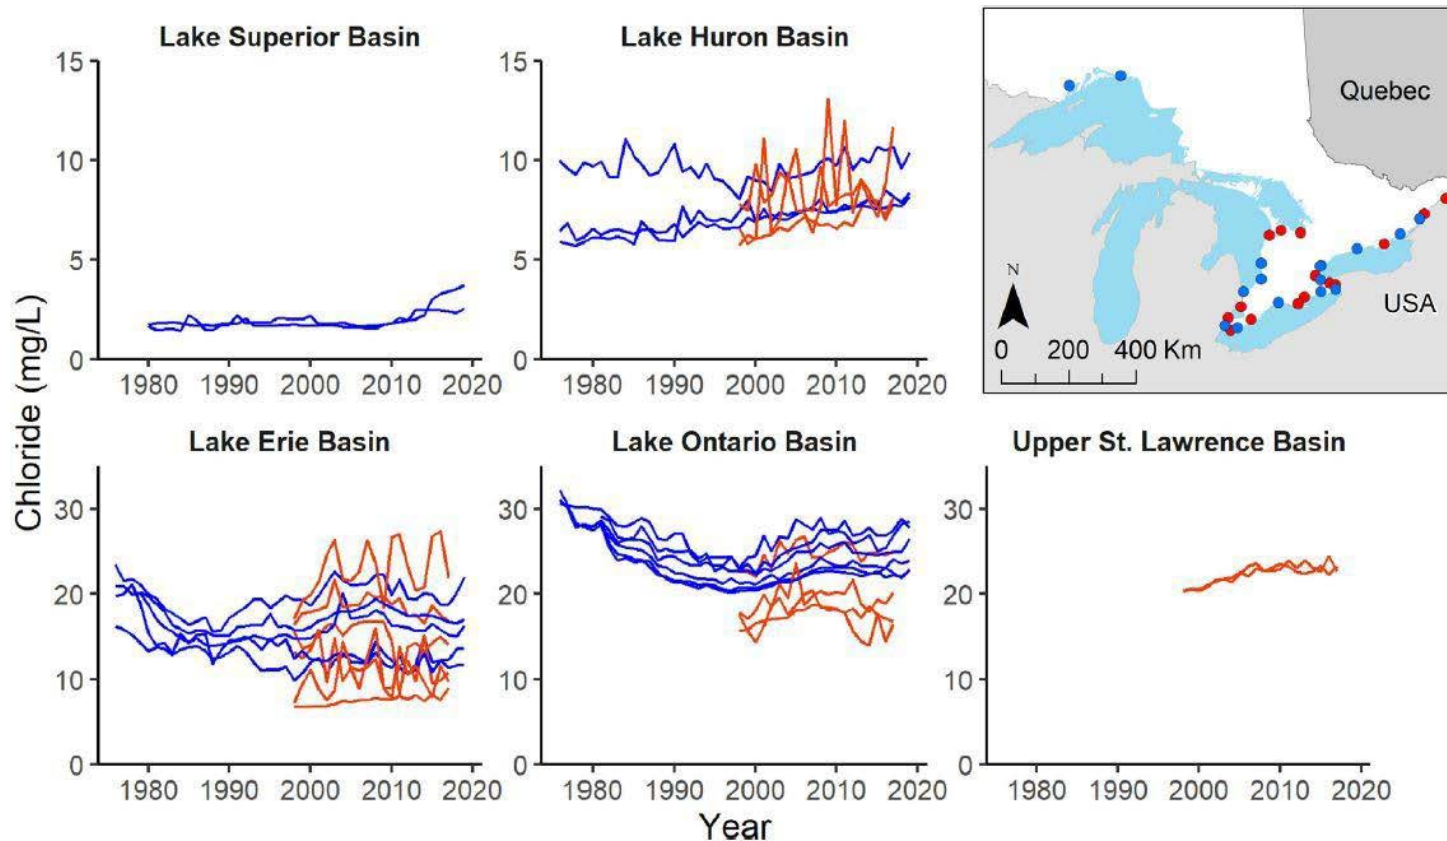 Lake Superior Basin
Lake Huron Basin
15
10
5
0
1980 1990 2000 2010 2020
15
10
5
0
1980 1990 2000 2010 2020
Quebec
USA
N
0 200 400 Km
Chloride (mg/L)
Lake Erie Basin
Lake Ontario Basin
Upper St. Lawrence Basin
30
20
10
0
1980 1990 2000 2010 2020
30
20
10
0
1980 1990 2000 2010 2020
30
20
10
0
1980 1990 2000 2010 2020
Year